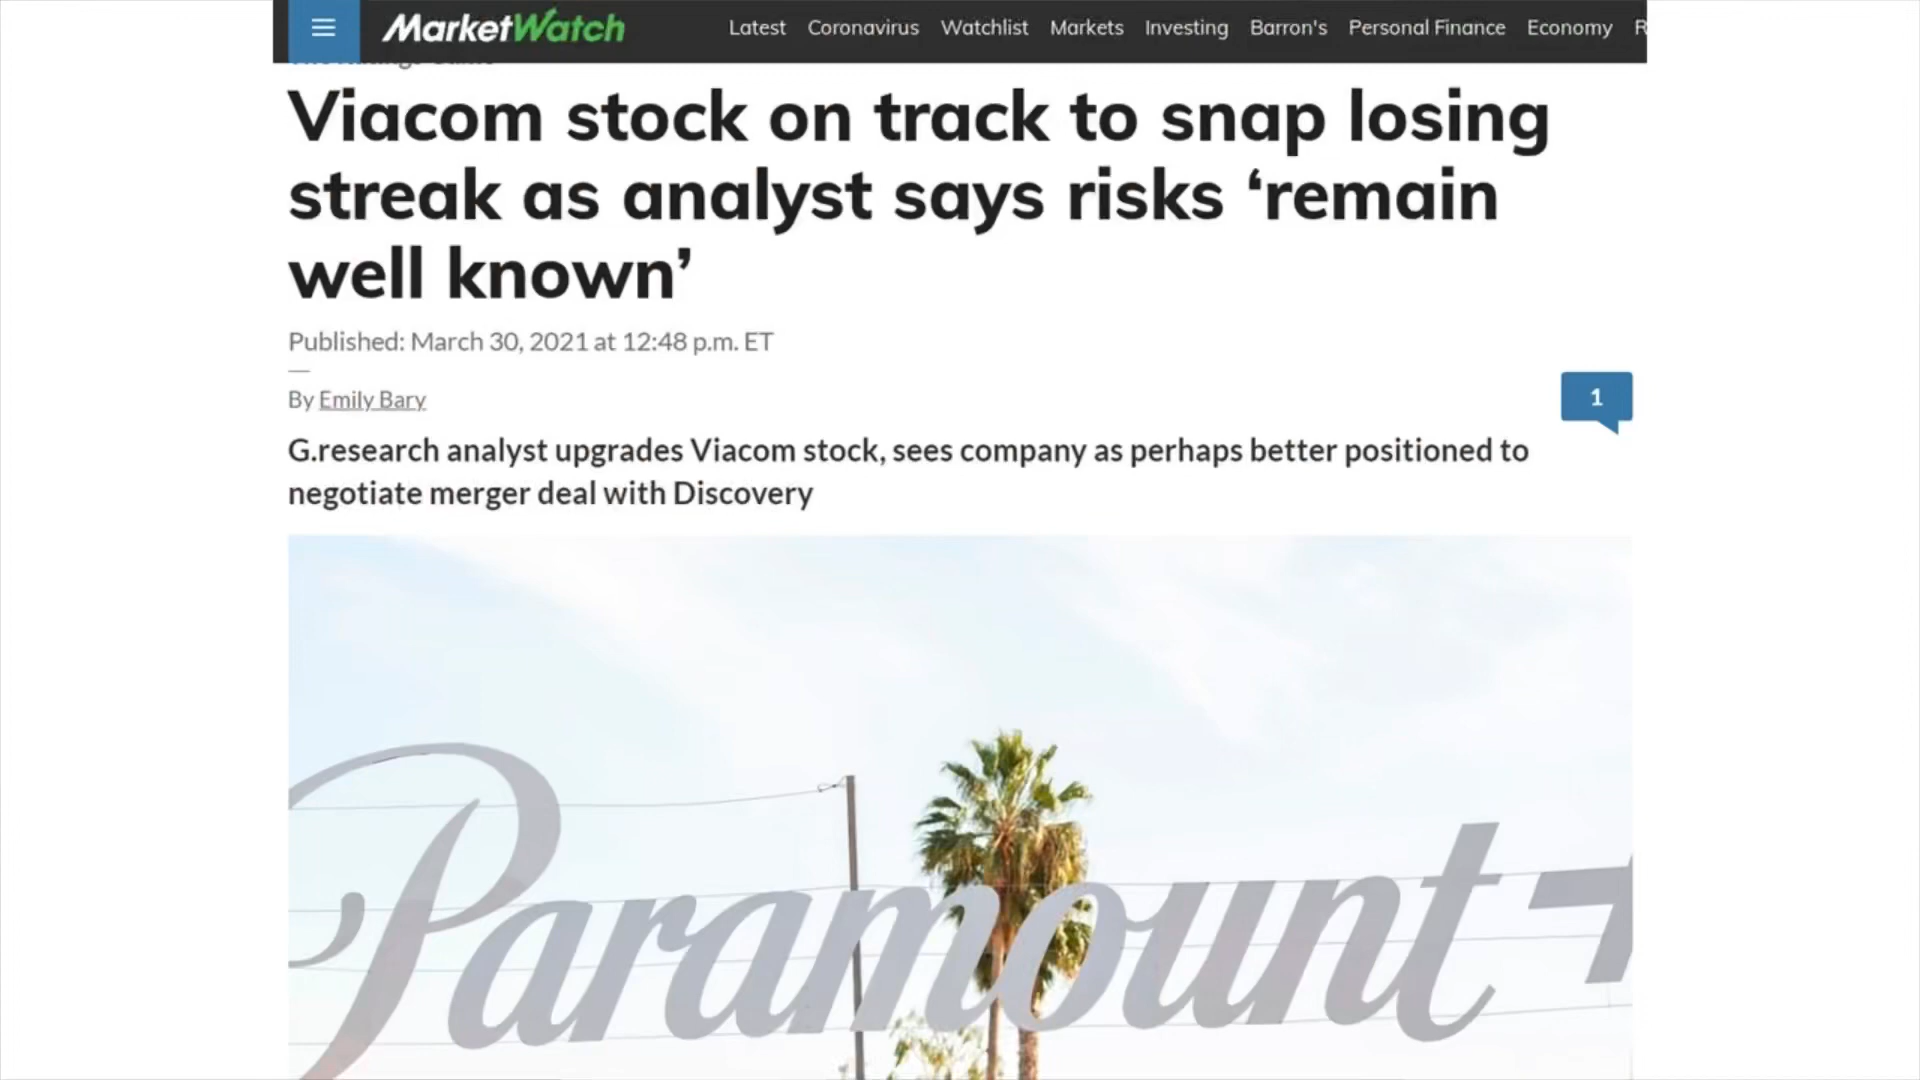 MarketWatch Latest Coronavirus Watchlist Markets Investing Barron's Personal Finance Economy R
Viacom stock on track to snap losing
streak as analyst says risks ‘remain
well known’
Published: March 30, 2021 at 12:48 p.m. ET
By Emily Bary
1
G.research analyst upgrades Viacom stock, sees company as perhaps better positioned to
negotiate merger deal with Discovery
Paramount+